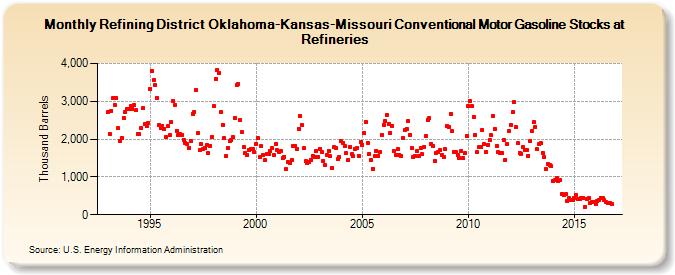 Monthly Refining District Oklahoma-Kansas-Missouri Conventional Motor Gasoline Stocks at
Refineries
Thousand Barrels
4,000
3,000
2,000
1,000
0
1995
2000
2005
2010
2015
Source: U.S. Energy Information Administration